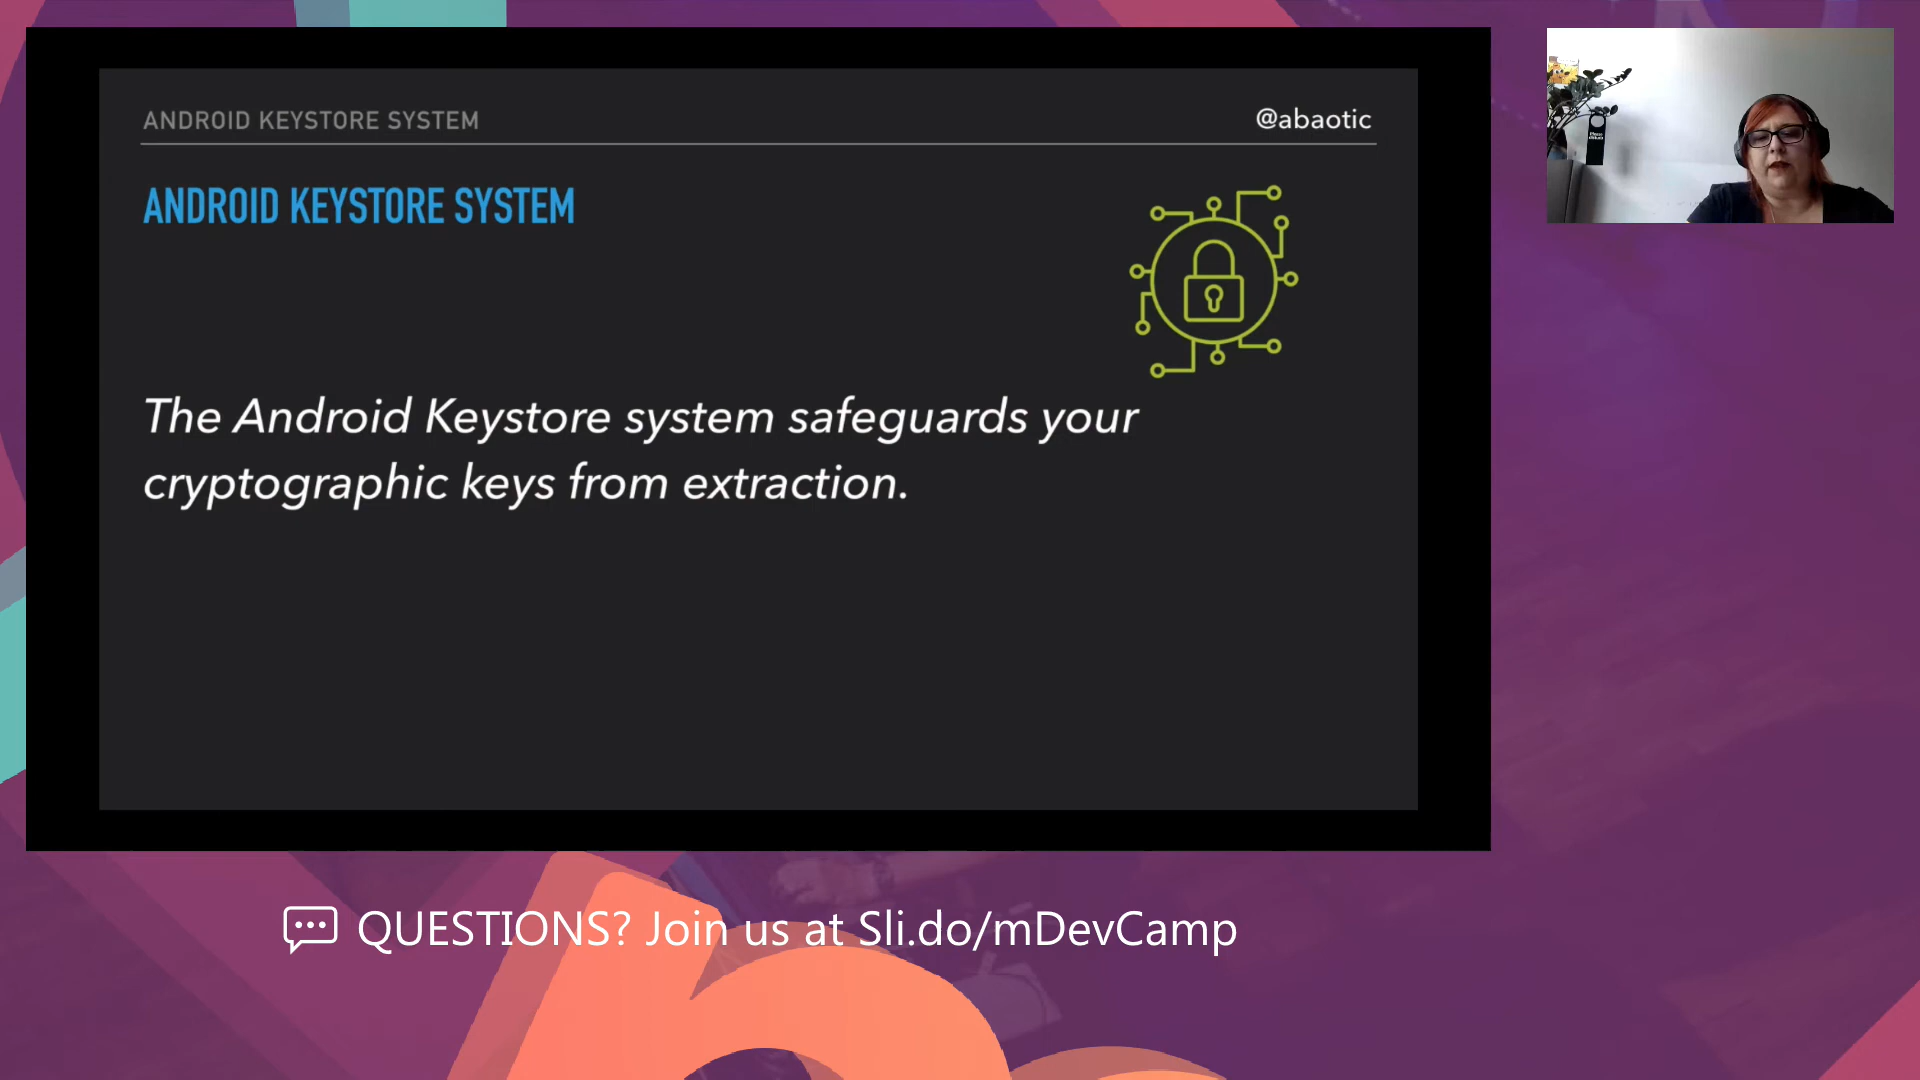 ANDROID KEYSTORE SYSTEM
@abaotic
ANDROID KEYSTORE SYSTEM
The Android Keystore system safeguards your
cryptographic keys from extraction.
QUESTIONS? Join us at Sli.do/mDevCamp